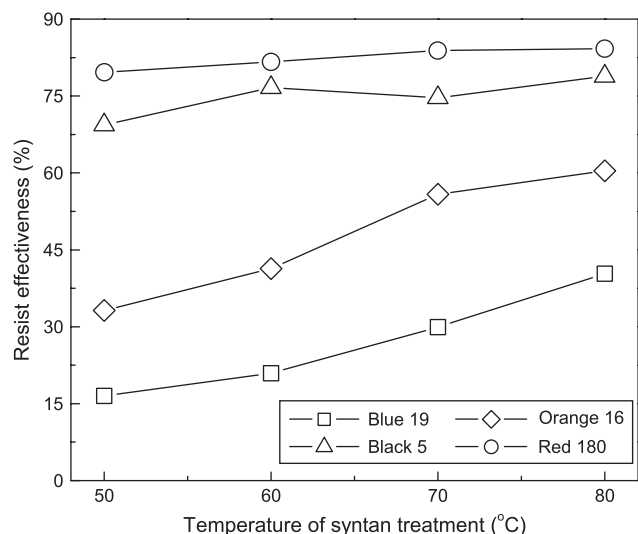 90
75
60
45
30
15
0
Resist effectiveness (%)
Blue 19
Orange 16
Black 5
Red 180
50
60
70
80
Temperature of syntan treatment (°C)